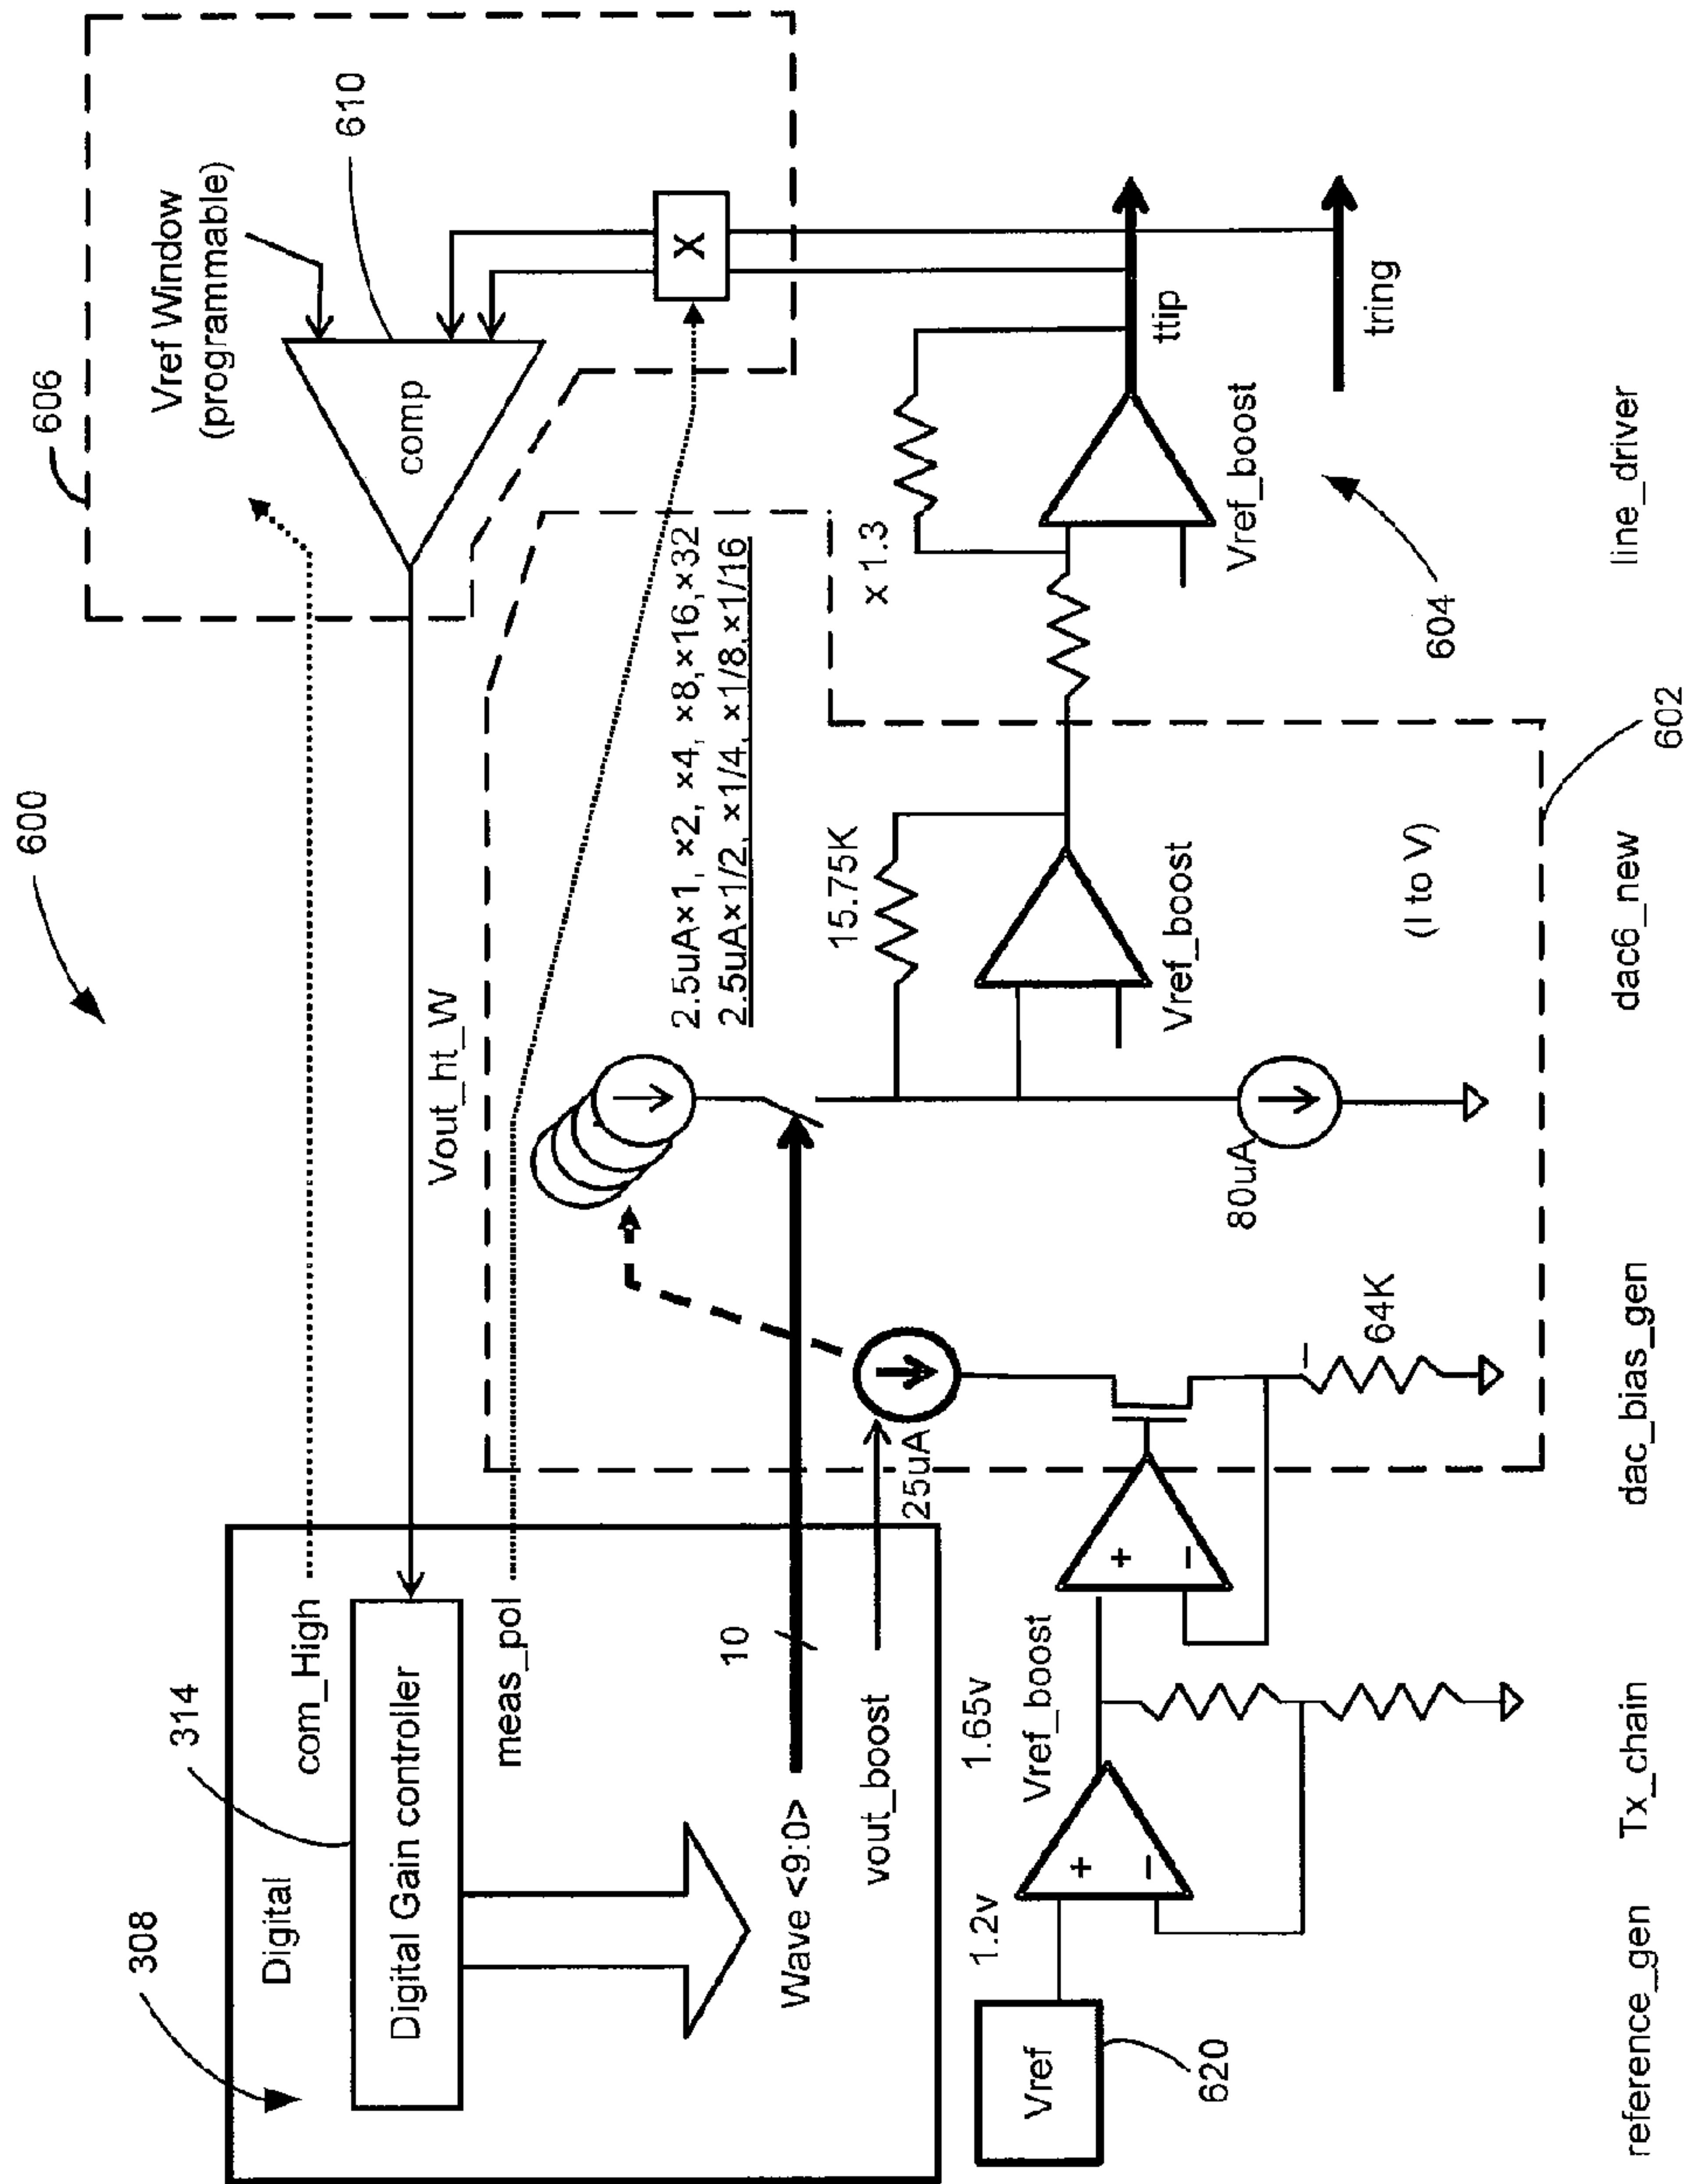 600
606
Vref Window
(programmable)
610
comp
X
308
Digital
314
com_High
Digital Gain controller
meas_pol
Vout_ht_W
Wave <9:0>
10
vout_boost
25uA
2.5uA×1, ×2, ×4, ×8,×16,×32
2.5uA×1/2, ×1/4, ×1/8,×1/16
15.75K
Vref_boost
80uA
(I to V)
x 1.3
Vref_boost
ttip
tring
604
602
Vref
620
1.2v
+
−
1.65v
Vref_boost
+
−
−
64K
reference_gen
Tx_chain
dac_bias_gen
dac6_new
line_driver